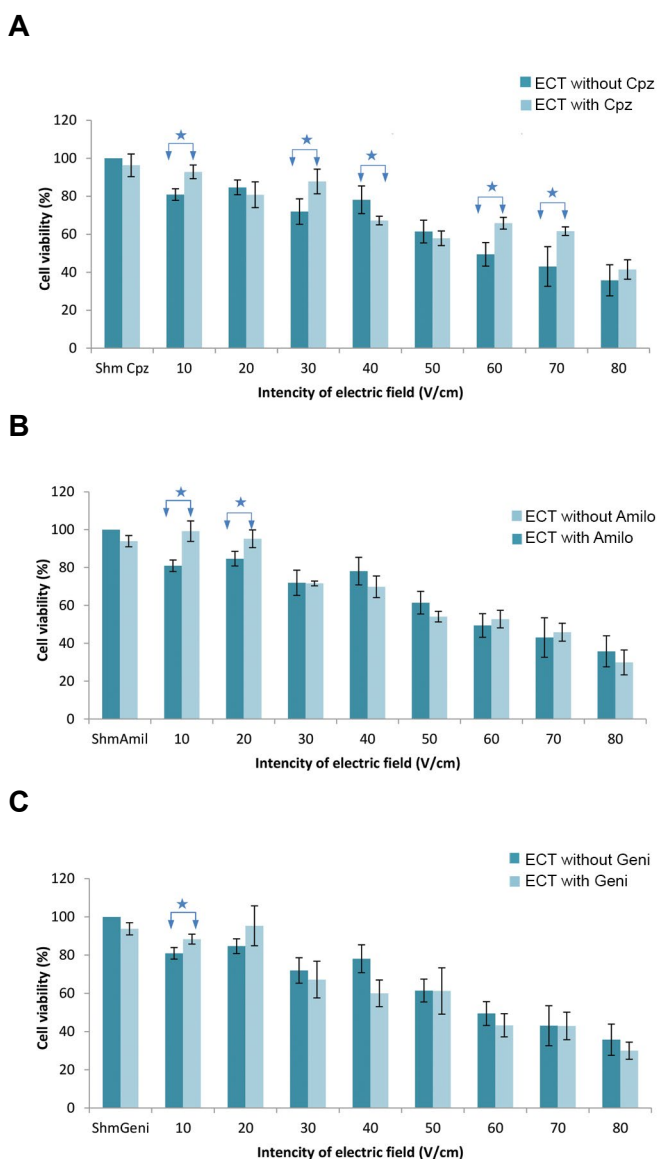 A
ECT without Cpz
ECT with Cpz
120
100
80
60
40
20
0
Cell viability (%)
Shm Cpz 10 20 30 40 50 60 70 80
Intencity of electric field (V/cm)
B
ECT without Amilo
ECT with Amilo
120
100
80
60
40
20
0
Cell viability (%)
ShmAmil 10 20 30 40 50 60 70 80
Intencity of electric field (V/cm)
C
ECT without Geni
ECT with Geni
120
100
80
60
40
20
0
Cell viability (%)
ShmGeni 10 20 30 40 50 60 70 80
Intencity of electric field (V/cm)